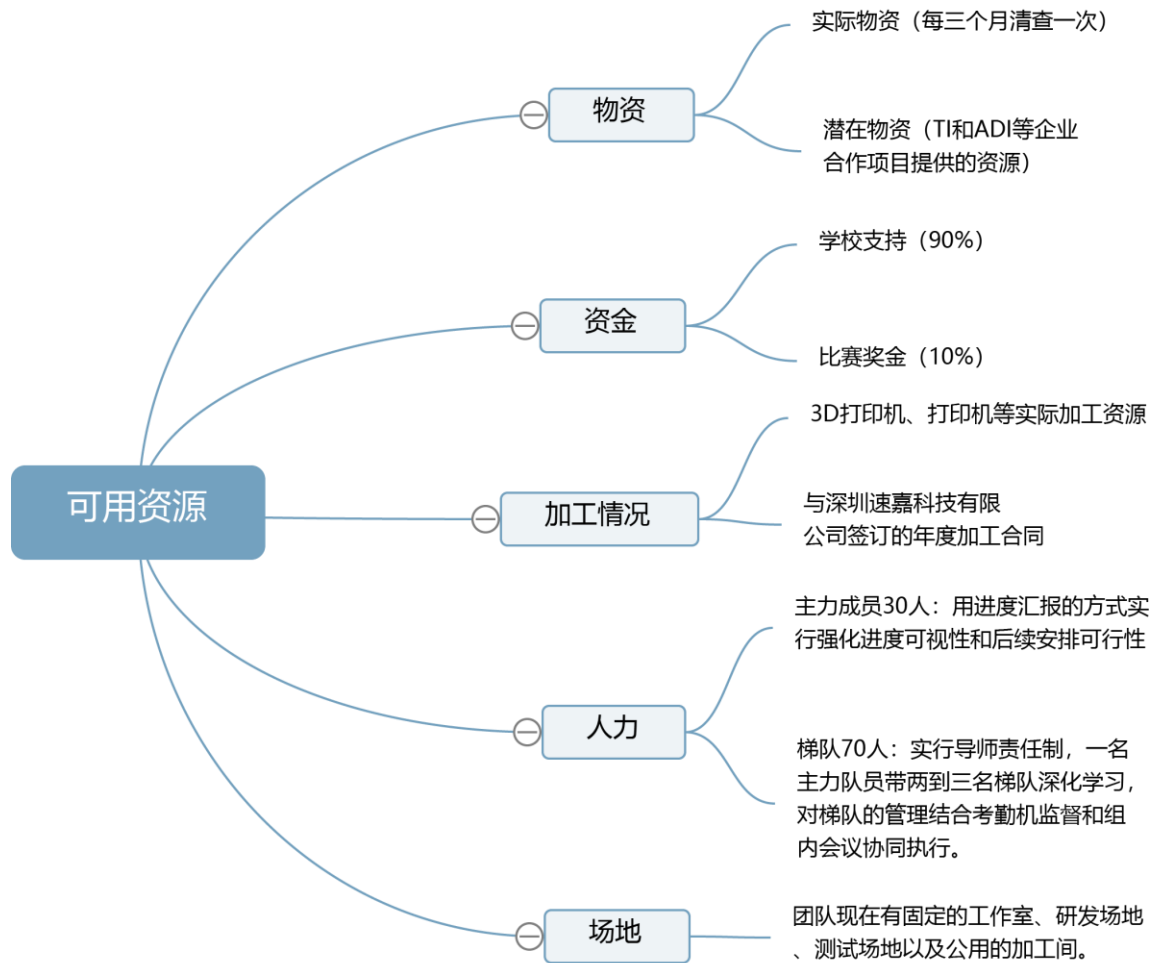 可用资源
物资
实际物资（每三个月清查一次）
潜在物资（TI和ADI等企业
合作项目提供的资源）
资金
学校支持（90%）
比赛奖金（10%）
加工情况
3D打印机、打印机等实际加工资源
与深圳速嘉科技有限
公司签订的年度加工合同
人力
主力成员30人：用进度汇报的方式实
行强化进度可视性和后续安排可行性
梯队70人：实行导师责任制，一名
主力队员带两到三名梯队深化学习，
对梯队的管理结合考勤机监督和组
内会议协同执行。
场地
团队现在有固定的工作室、研发场地
、测试场地以及公用的加工间。